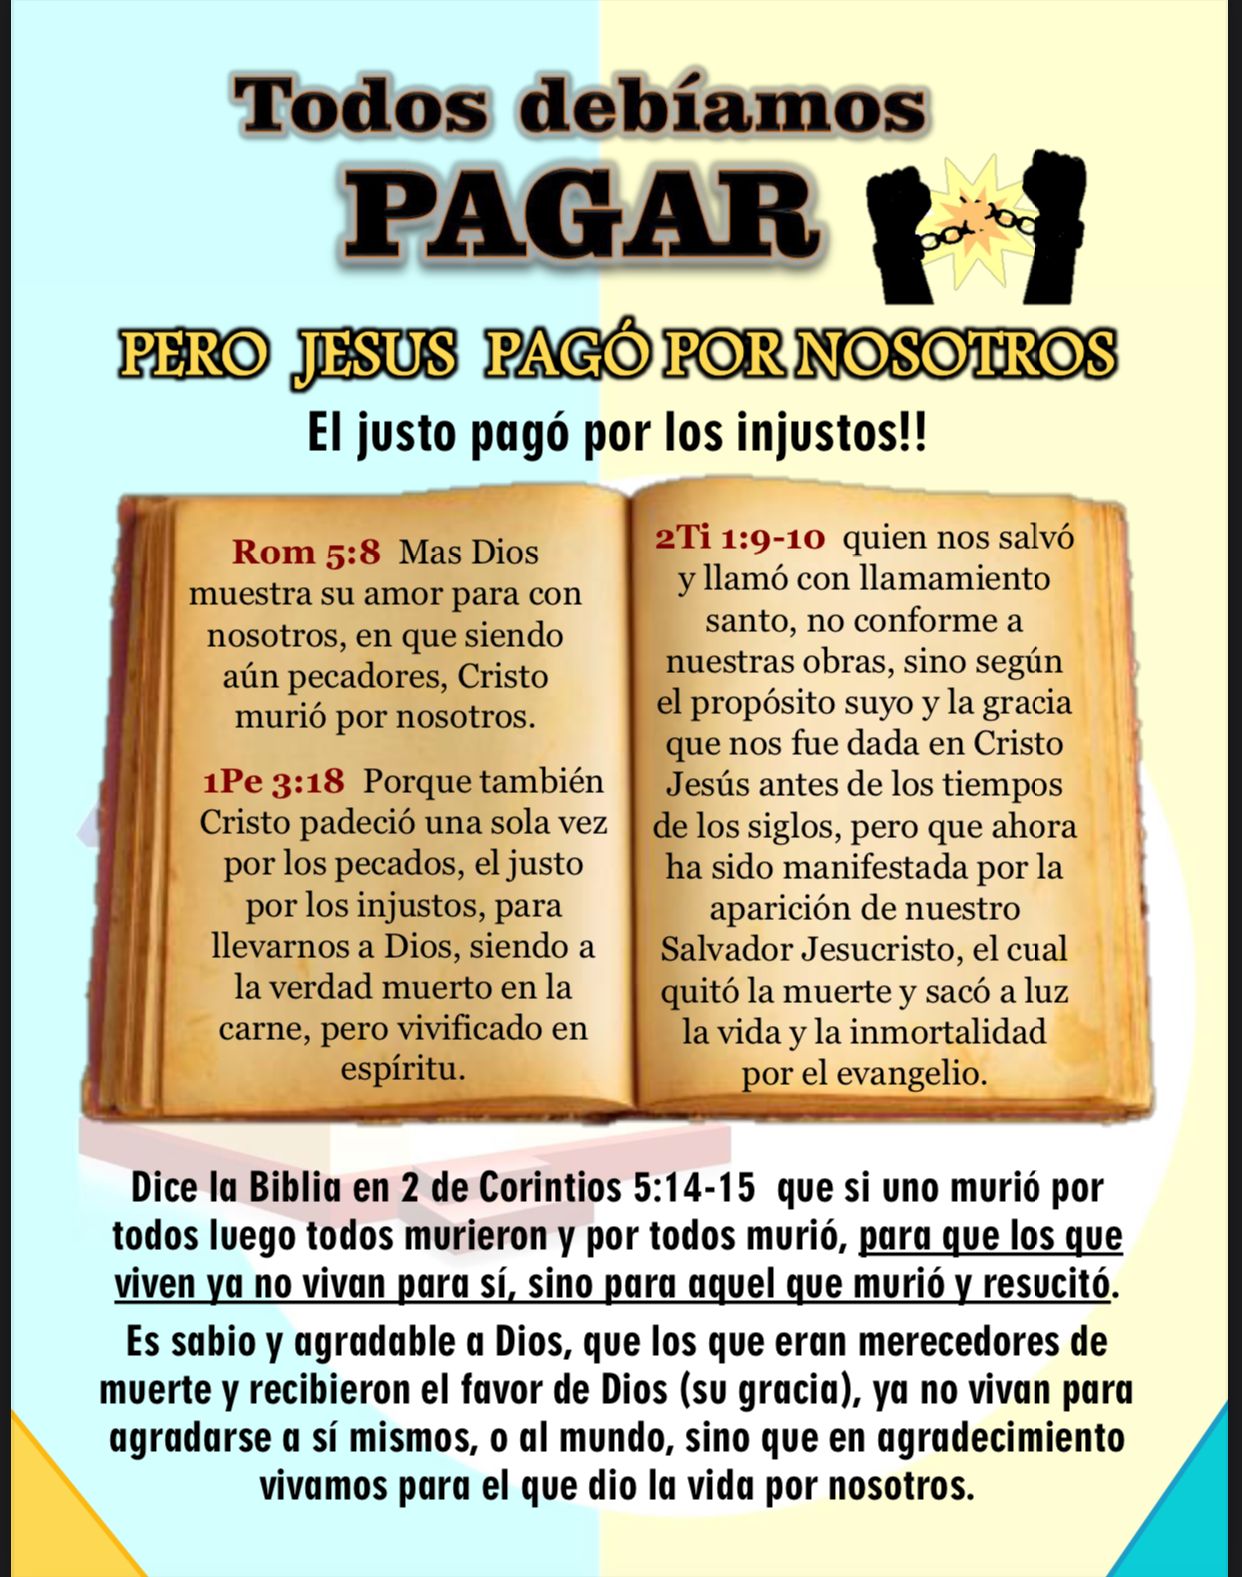 Todos debíamos
PAGAR
PERO JESUS PAGÓ POR NOSOTROS
El justo pagó por los injustos!!
Rom 5:8 Mas Dios
muestra su amor para con
nosotros, en que siendo
aún pecadores, Cristo
murió por nosotros.
1Pe 3:18 Porque también
Cristo padeció una sola vez
por los pecados, el justo
por los injustos, para
llevarnos a Dios, siendo a
la verdad muerto en la
carne, pero vivificado en
espíritu.
2Ti 1:9-10 quien nos salvó
y llamó con llamamiento
santo, no conforme a
nuestras obras, sino según
el propósito suyo y la gracia
que nos fue dada en Cristo
Jesús antes de los tiempos
de los siglos, pero que ahora
ha sido manifestada por la
aparición de nuestro
Salvador Jesucristo, el cual
quitó la muerte y sacó a luz
la vida y la inmortalidad
por el evangelio.
Dice la Biblia en 2 de Corintios 5:14-15 que si uno murió por
todos luego todos murieron y por todos murió, para que los que
viven ya no vivan para sí, sino para aquel que murió y resucitó.
Es sabio y agradable a Dios, que los que eran merecedores de
muerte y recibieron el favor de Dios (su gracia), ya no vivan para
agradarse a sí mismos, o al mundo, sino que en agradecimiento
vivamos para el que dio la vida por nosotros.